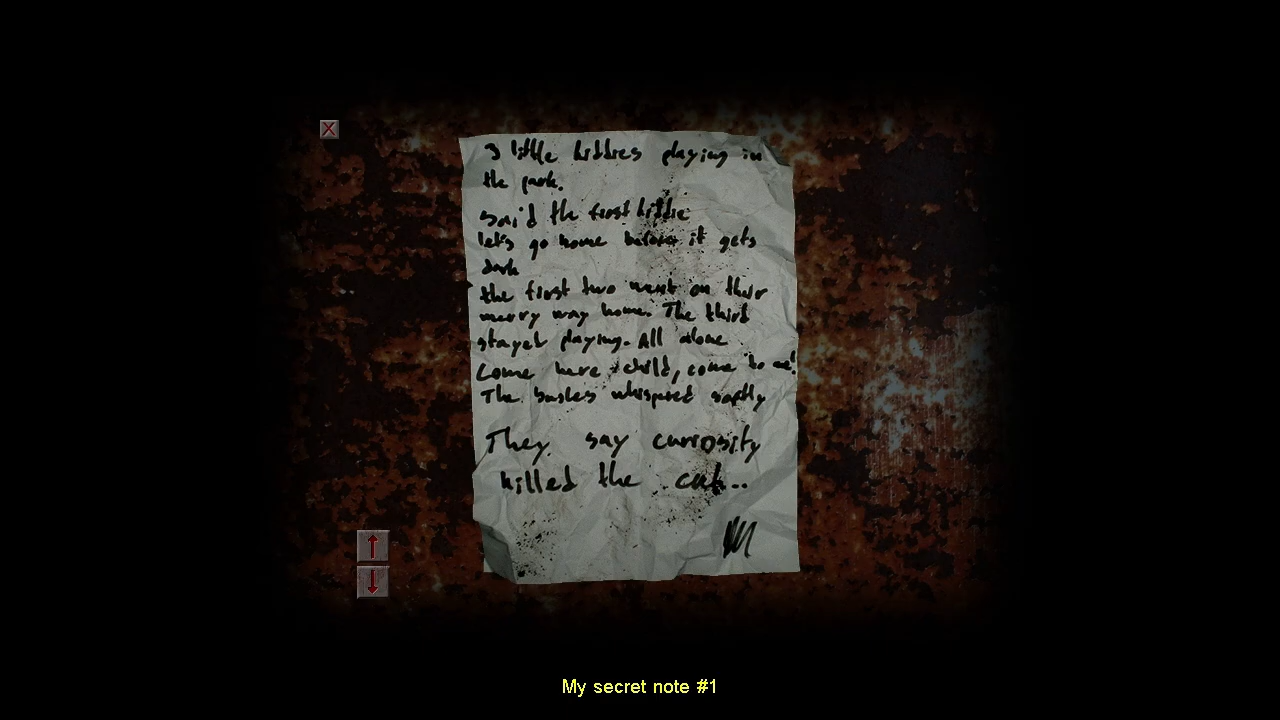 3 little kiddies playing in
the park.
said the first kiddie
let's go home before it gets
dark
the first two went on their
merry way home. The third
stayed playing. All alone
Come here child, come to me!
The bushes whispered softly
They say curiosity
killed the cat...
My secret note #1